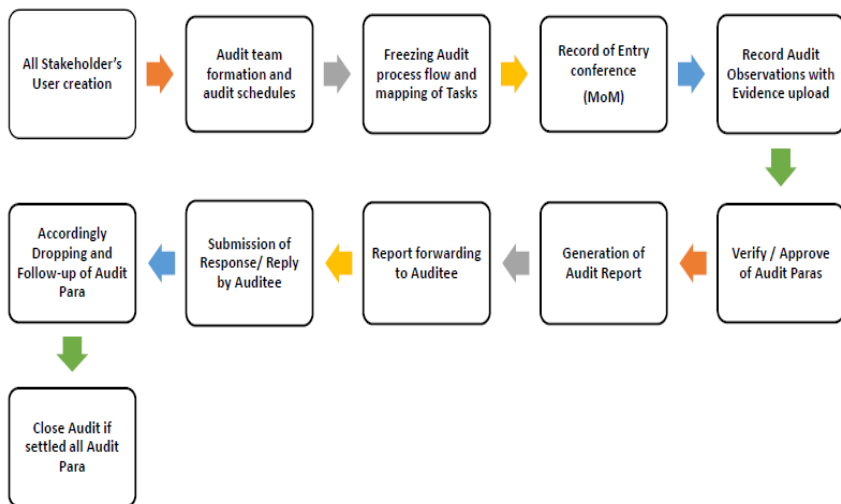 All Stakeholder's
User creation
Audit team
formation and
audit schedules
Freezing Audit
process flow and
mapping of Tasks
Record of Entry
conference
(MoM)
Record Audit
Observations with
Evidence upload
Verify / Approve
of Audit Paras
Generation of
Audit Report
Report forwarding
to Auditee
Submission of
Response/ Reply
by Auditee
Accordingly
Dropping and
Follow-up of Audit
Para
Close Audit if
settled all Audit
Para